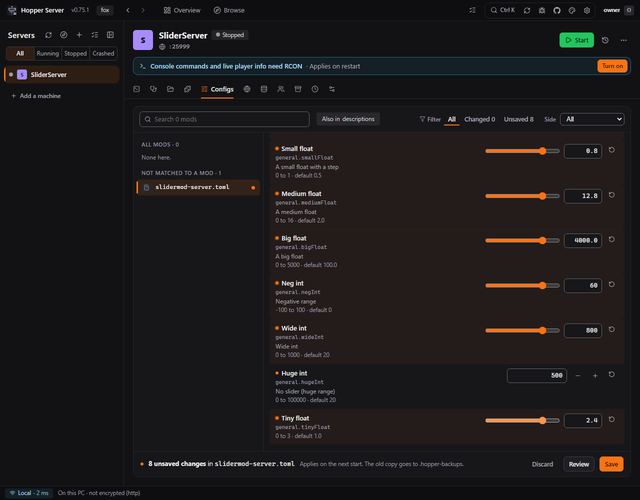 Hopper Server v0.75.1 fox
Overview
Browse
Ctrl K
owner O
Servers
All Running Stopped Crashed
S SliderServer
Add a machine
S SliderServer Stopped
:25999
Start
Console commands and live player info need RCON · Applies on restart
Turn on
Configs
Search 0 mods
Also in descriptions
Filter All Changed 0 Unsaved 8 Side All
ALL MODS · 0
None here.
NOT MATCHED TO A MOD · 1
slidermod-server.toml
Small float
general.smallFloat
A small float with a step
0 to 1 · default 0.5
0.8
Medium float
general.mediumFloat
A medium float
0 to 16 · default 2.0
12.8
Big float
general.bigFloat
A big float
0 to 5000 · default 100.0
4000.0
Neg int
general.negInt
Negative range
-100 to 100 · default 0
60
Wide int
general.wideInt
Wide int
0 to 1000 · default 20
800
Huge int
general.hugeInt
No slider (huge range)
0 to 100000 · default 20
500
Tiny float
general.tinyFloat
0 to 3 · default 1.0
2.4
8 unsaved changes in slidermod-server.toml Applies on the next start. The old copy goes to .hopper-backups.
Discard
Review
Save
Local · 2 ms On this PC · not encrypted (http)